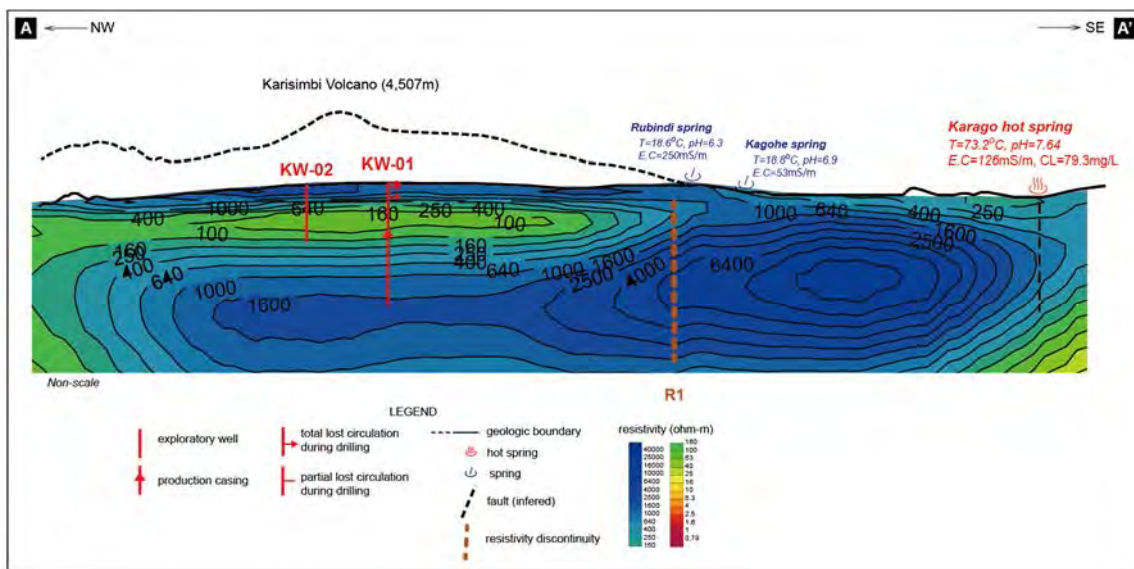 A NW
SE A'
Karisimbi Volcano (4,507m)
Rubindi spring
T=18.6°C, pH=6.3
E.C=250mS/m
Kagohe spring
T=18.8°C, pH=6.9
E.C=53mS/m
Karago hot spring
T=73.2°C, pH=7.64
E.C=126mS/m, CL=79.3mg/L
KW-02
KW-01
400
1000
640
160
250
400
100
100
160
250
400
640
1000
1600
160
250
400
640
1000
1600
2500
4000
6400
1000
640
400
250
1600
2500
Non-scale
R1
LEGEND
exploratory well
production casing
total lost circulation
during drilling
partial lost circulation
during drilling
geologic boundary
hot spring
spring
fault (infered)
resistivity discontinuity
resistivity (ohm-m)
40000
25000
16000
10000
6400
4000
2500
1600
1000
640
400
250
160
160
100
63
40
25
16
10
6.3
4
2.5
1.6
1
0.79